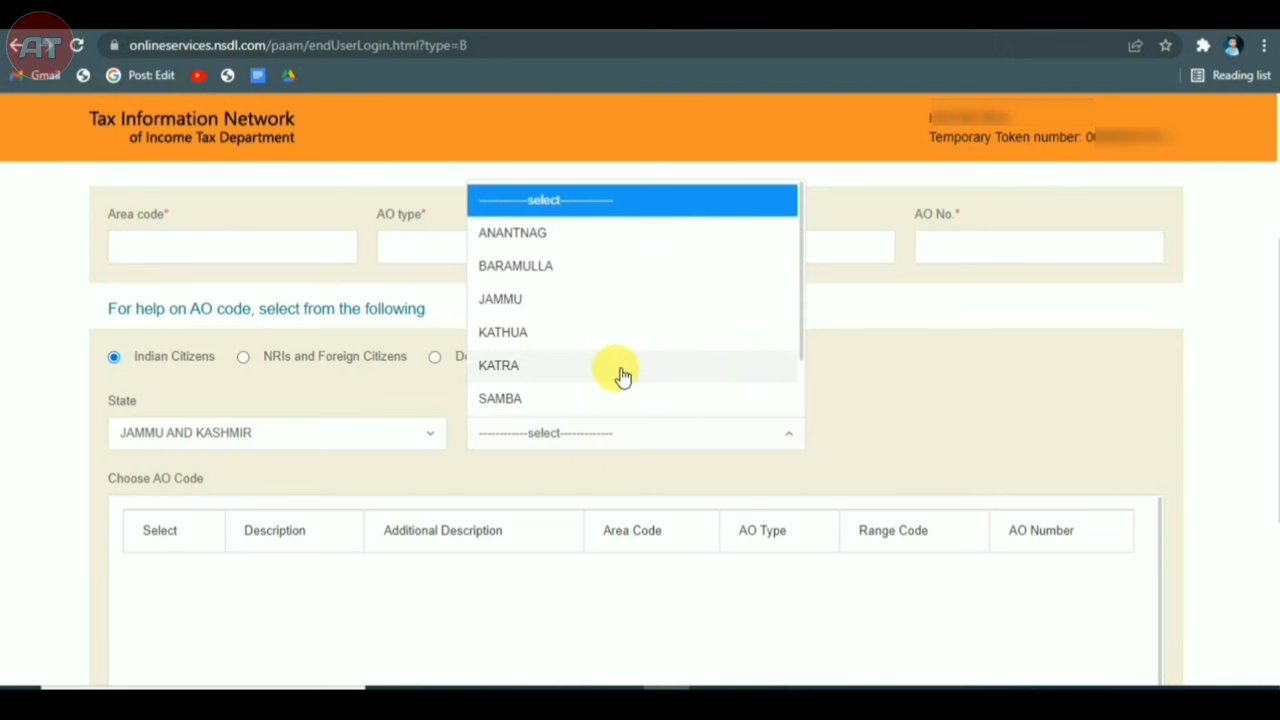 AT
onlineservices.nsdl.com/paam/endUserLogin.html?type=B
Gmail
Post: Edit
Reading list
Tax Information Network
of Income Tax Department
Temporary Token number: 0
Area code*
AO type*
AO No.*
------------select------------
ANANTNAG
BARAMULLA
JAMMU
KATHUA
KATRA
SAMBA
For help on AO code, select from the following
Indian Citizens
NRIs and Foreign Citizens
State
JAMMU AND KASHMIR
------------select------------
Choose AO Code
Select
Description
Additional Description
Area Code
AO Type
Range Code
AO Number